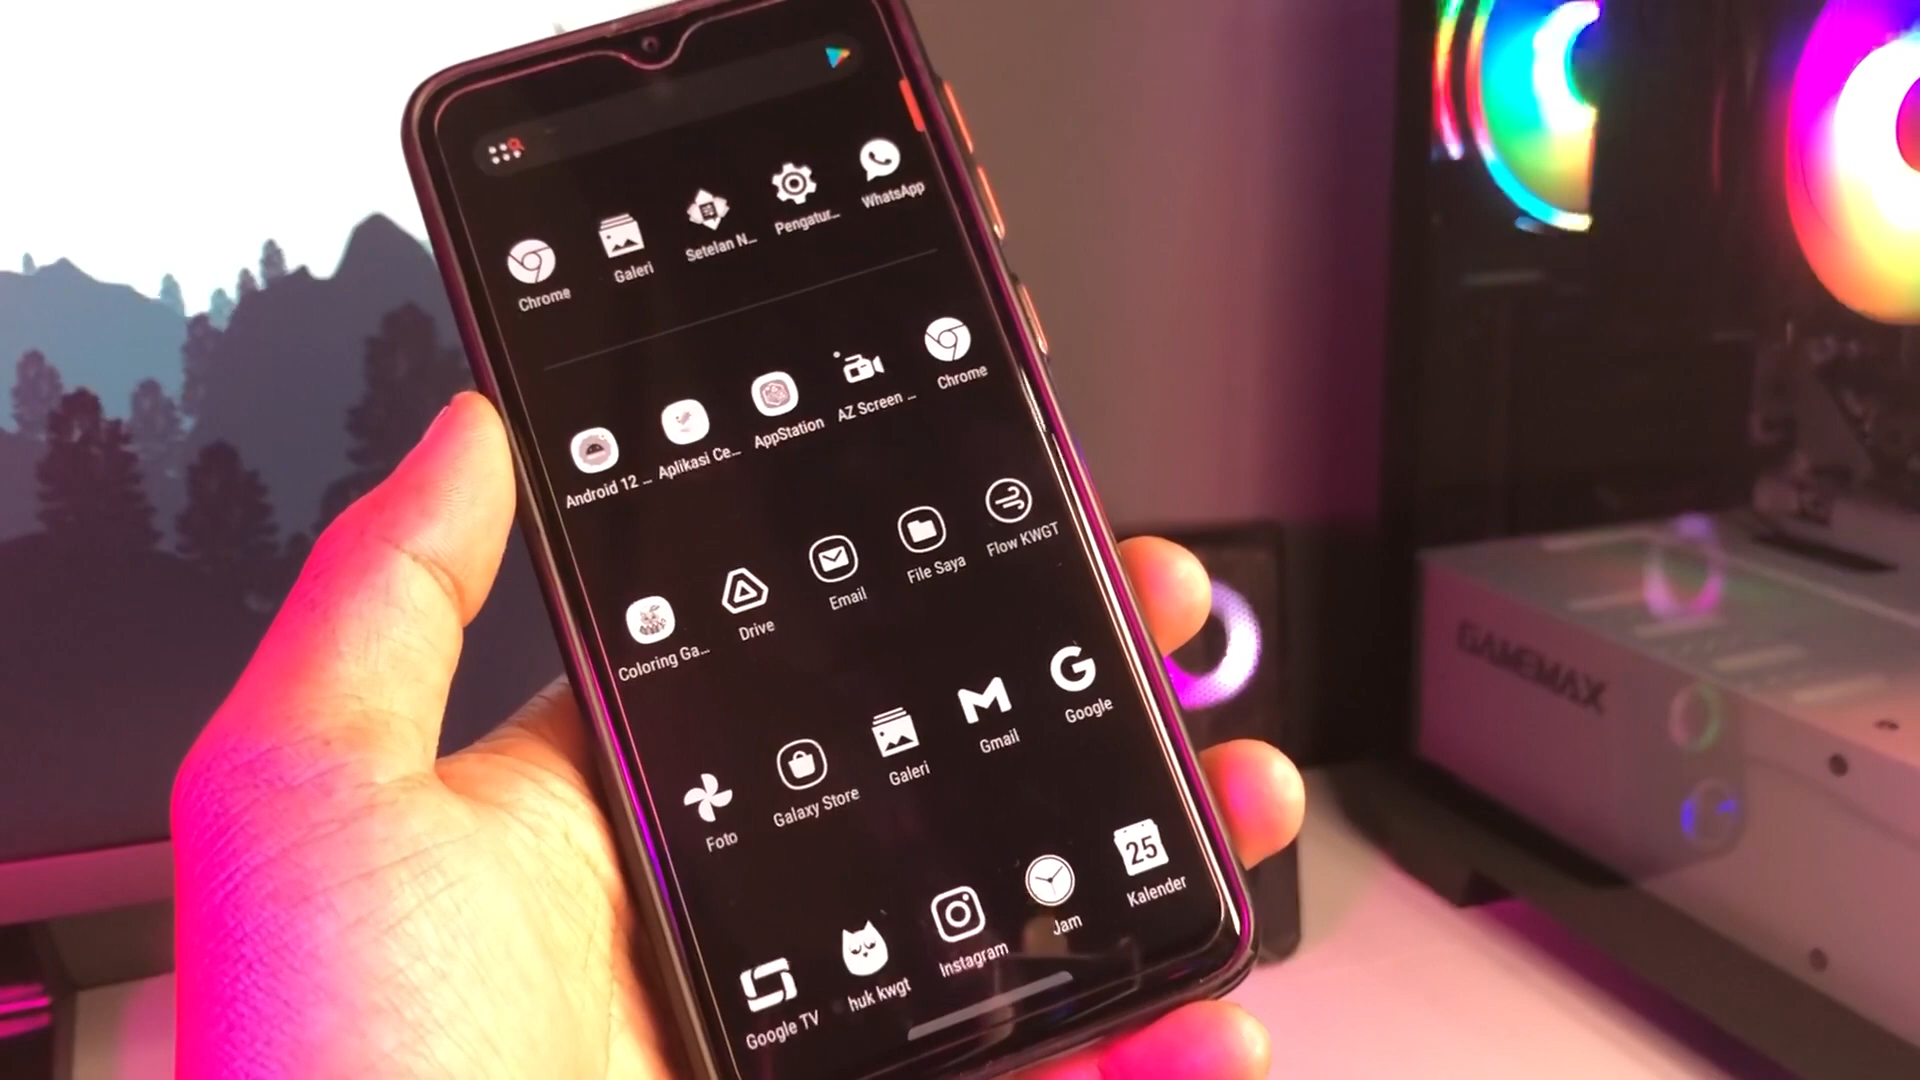 Chrome
Galeri
Setelan N...
Pengatur...
WhatsApp
Android 12 ...
Aplikasi Ce...
AppStation
AZ Screen ...
Chrome
Coloring Ga...
Drive
Email
File Saya
Flow KWGT
Foto
Galaxy Store
Galeri
Gmail
Google
Google TV
huk kwgt
Instagram
Jam
25
Kalender
GAMEMAX